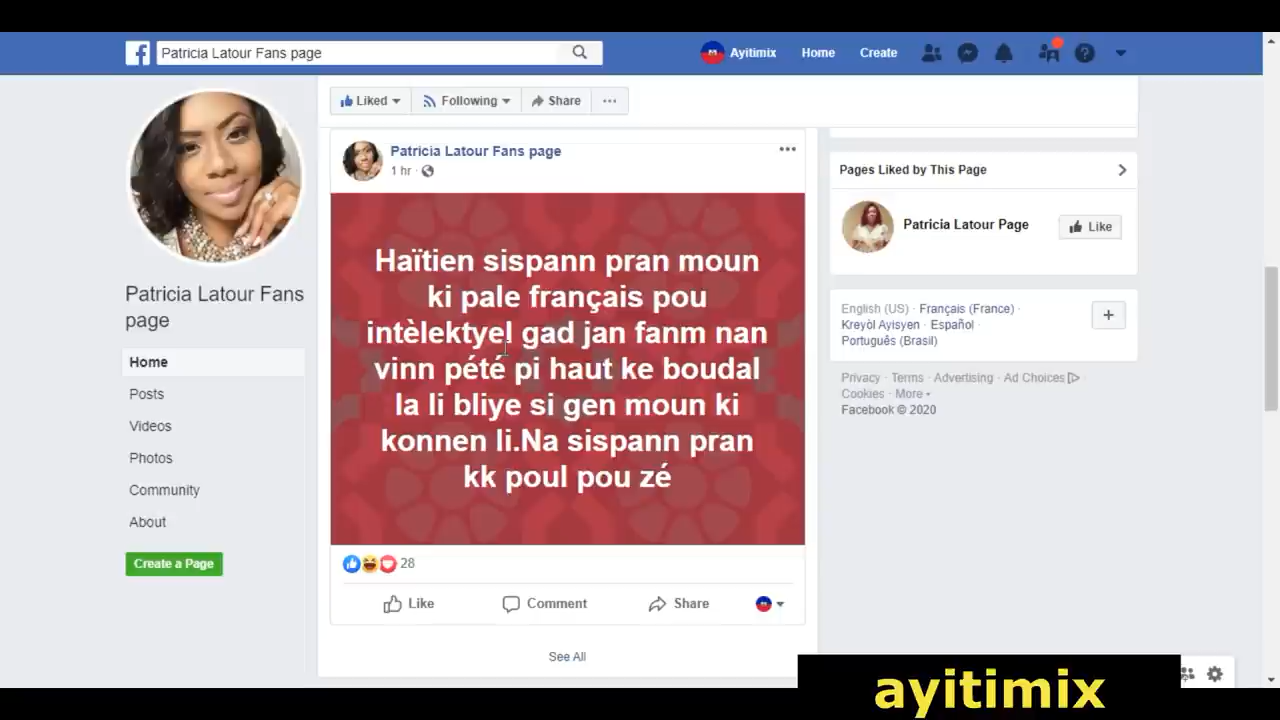 Patricia Latour Fans page
Ayitimix
Home
Create
Liked
Following
Share
Patricia Latour Fans page
1 hr
Haïtien sispann pran moun
ki pale français pou
intèlektyel gad jan fanm nan
vinn pété pi haut ke boudal
la li bliye si gen moun ki
konnen li.Na sispann pran
kk poul pou zé
28
Like
Comment
Share
See All
Patricia Latour Fans
page
Home
Posts
Videos
Photos
Community
About
Create a Page
Pages Liked by This Page
Patricia Latour Page
Like
English (US) · Français (France) ·
Kreyòl Ayisyen · Español ·
Português (Brasil)
Privacy · Terms · Advertising · Ad Choices ·
Cookies · More
Facebook © 2020
ayitimix